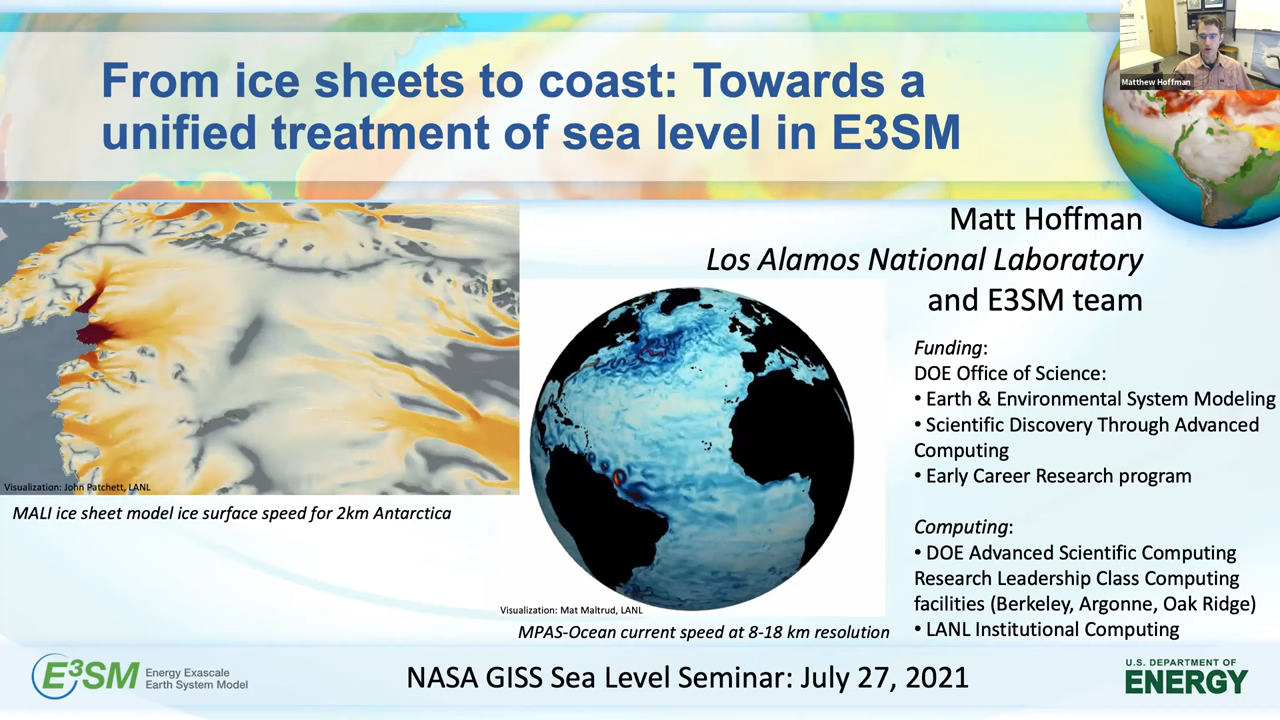 Matthew Hoffman
From ice sheets to coast: Towards a
unified treatment of sea level in E3SM
Matt Hoffman
Los Alamos National Laboratory
and E3SM team
Visualization: John Patchett, LANL
MALI ice sheet model ice surface speed for 2km Antarctica
Visualization: Mat Maltrud, LANL
MPAS-Ocean current speed at 8-18 km resolution
Funding:
DOE Office of Science:
• Earth & Environmental System Modeling
• Scientific Discovery Through Advanced
Computing
• Early Career Research program
Computing:
• DOE Advanced Scientific Computing
Research Leadership Class Computing
facilities (Berkeley, Argonne, Oak Ridge)
• LANL Institutional Computing
E³SM
Energy Exascale
Earth System Model
NASA GISS Sea Level Seminar: July 27, 2021
U.S. DEPARTMENT OF
ENERGY